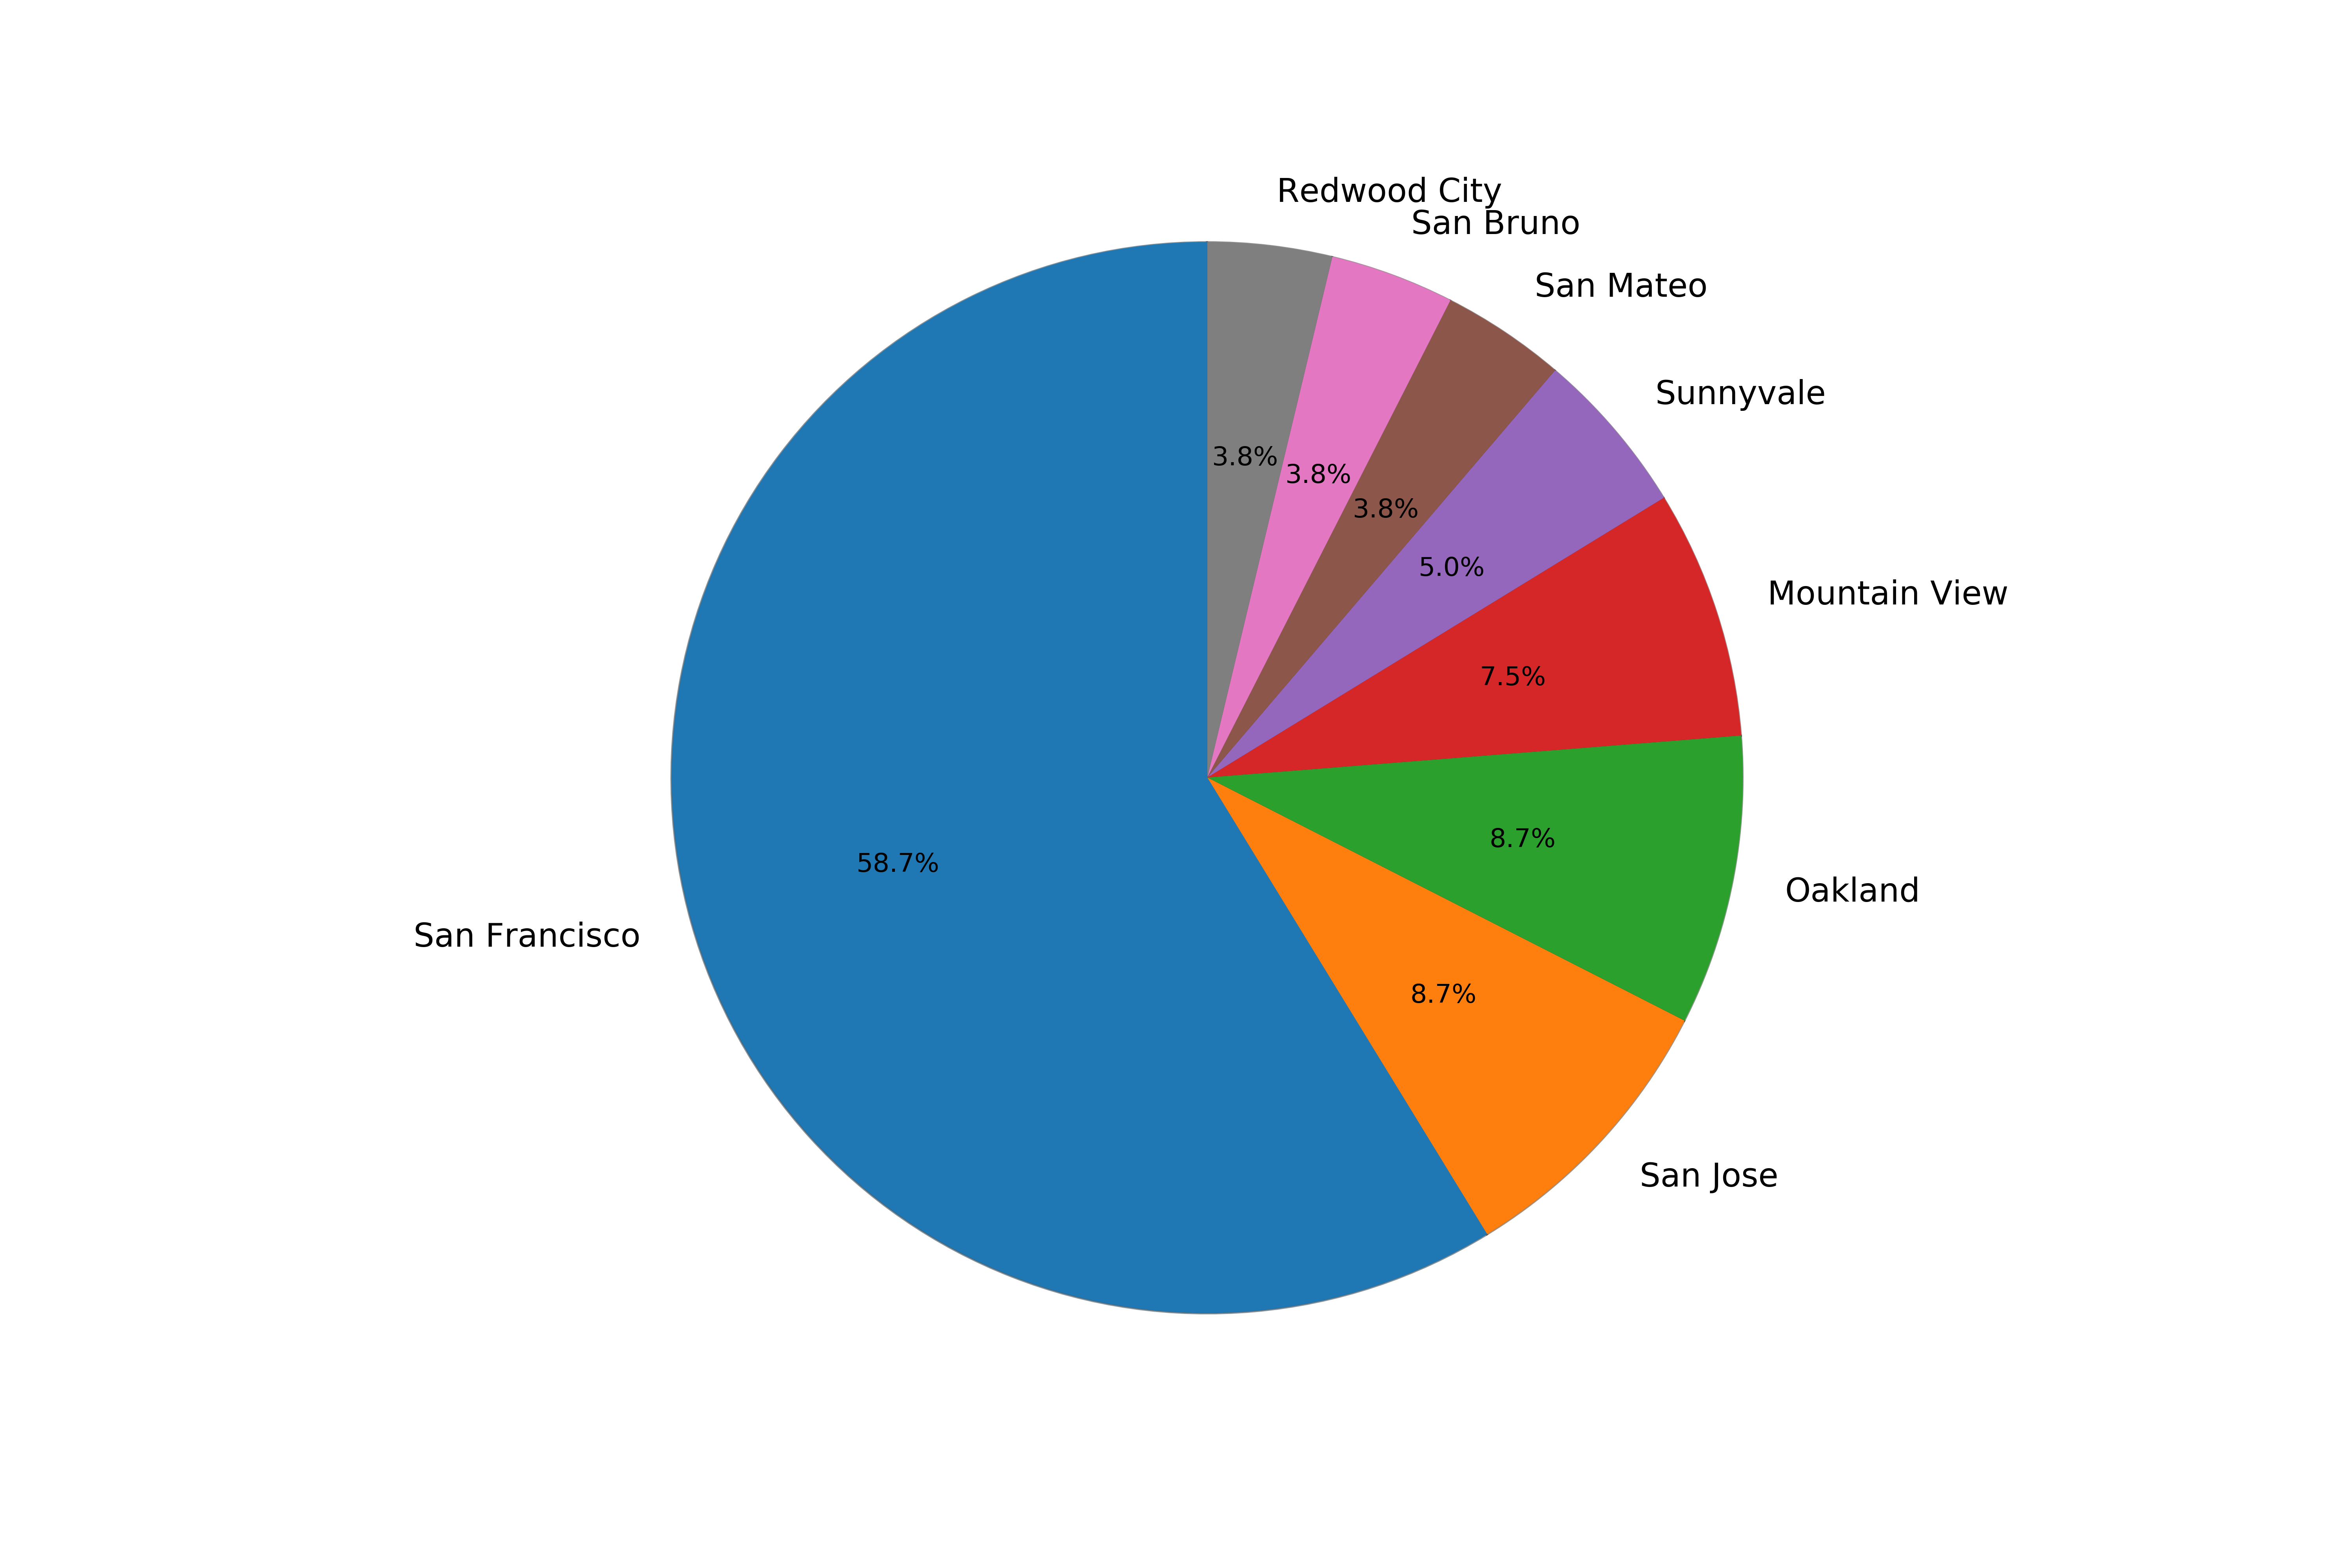 Redwood City
San Bruno
San Mateo
Sunnyvale
3.8%
3.8%
3.8%
5.0%
Mountain View
7.5%
8.7%
58.7%
Oakland
San Francisco
8.7%
San Jose